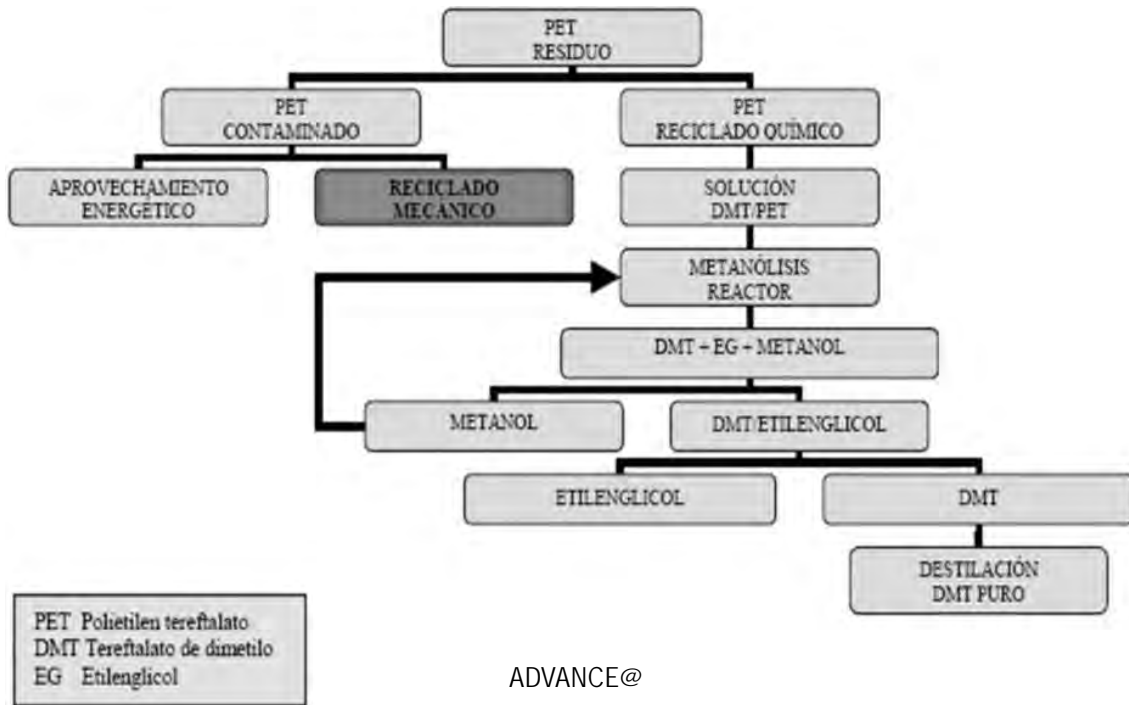 PET
RESIDUO
PET
CONTAMINADO
PET
RECICLADO QUÍMICO
APROVECHAMIENTO
ENERGÉTICO
RECICLADO
MECÁNICO
SOLUCIÓN
DMT/PET
METANÓLISIS
REACTOR
DMT + EG + METANOL
METANOL
DMT/ETILENGLICOL
ETILENGLICOL
DMT
DESTILACIÓN
DMT PURO
PET Polietilen tereftalato
DMT Tereftalato de dimetilo
EG Etilenglicol
ADVANCE@